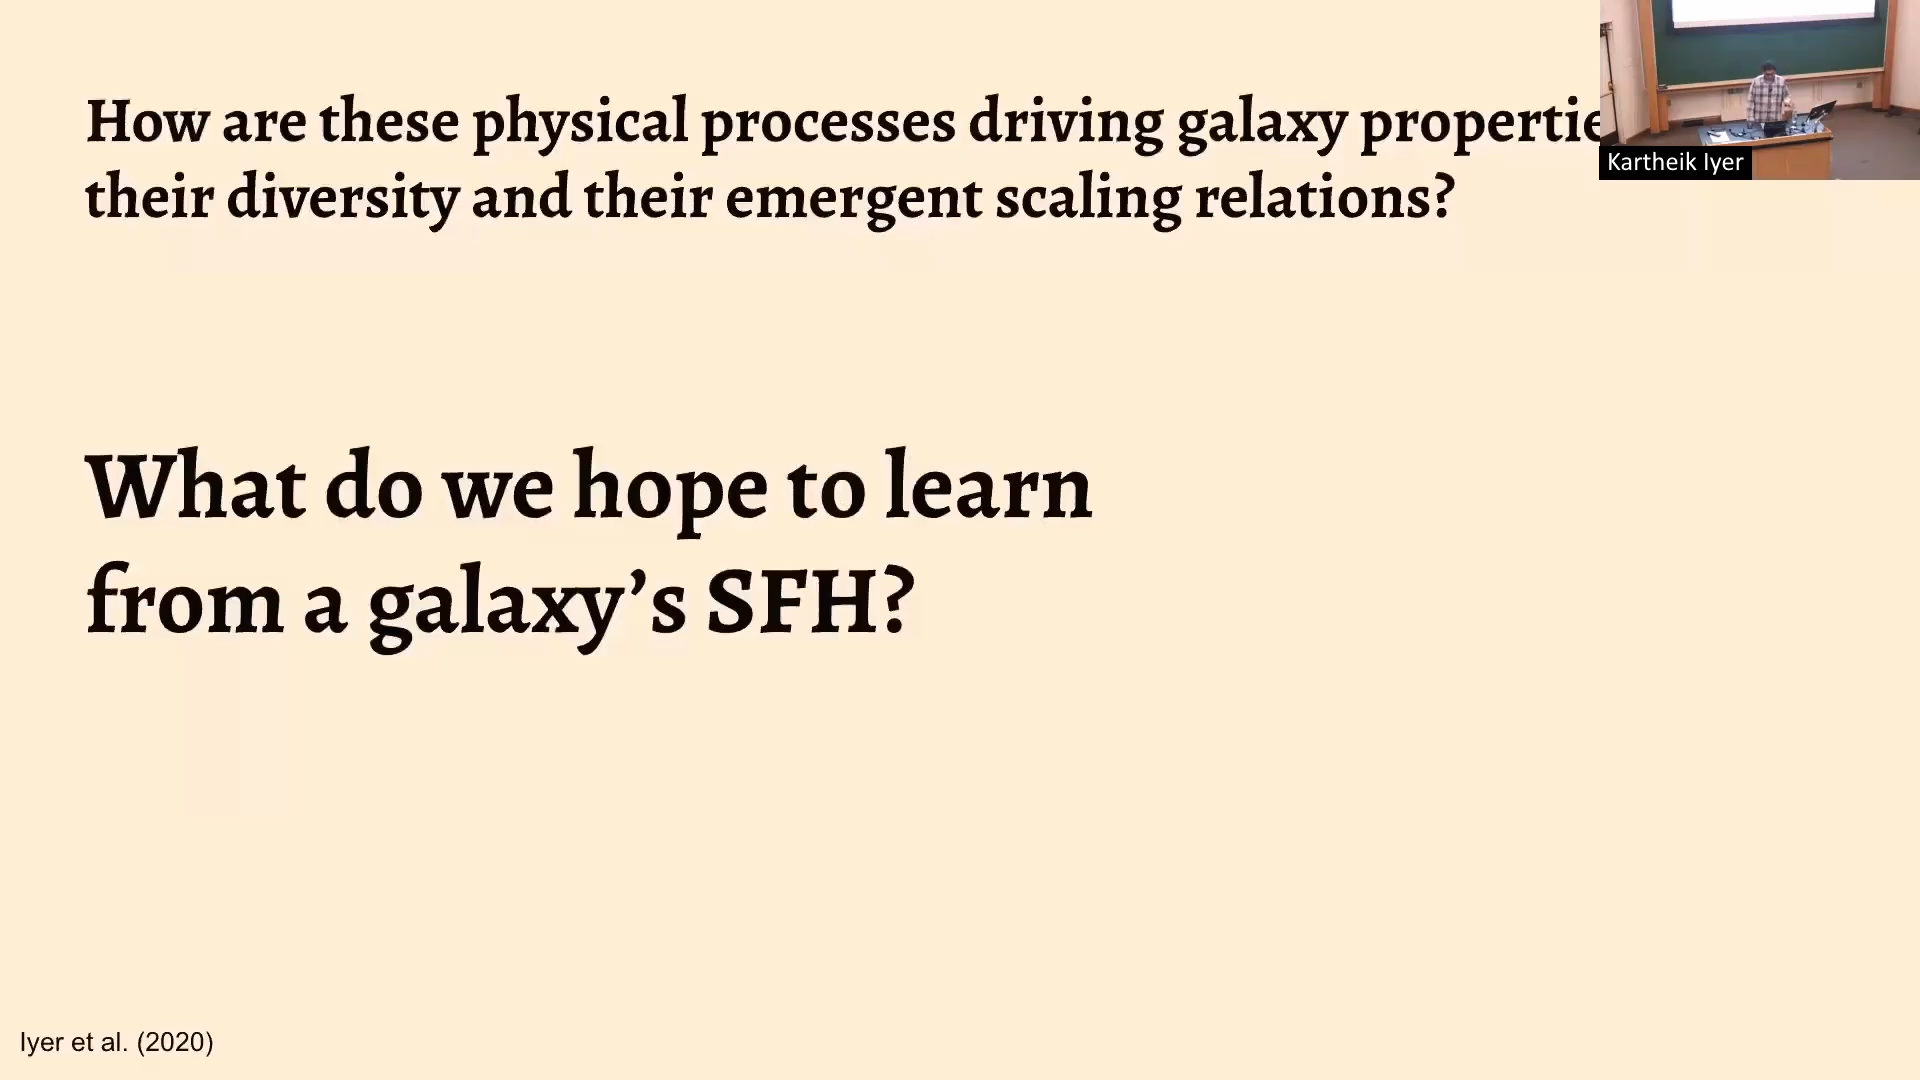 How are these physical processes driving galaxy propertie
their diversity and their emergent scaling relations?
Kartheik Iyer
What do we hope to learn
from a galaxy’s SFH?
Iyer et al. (2020)